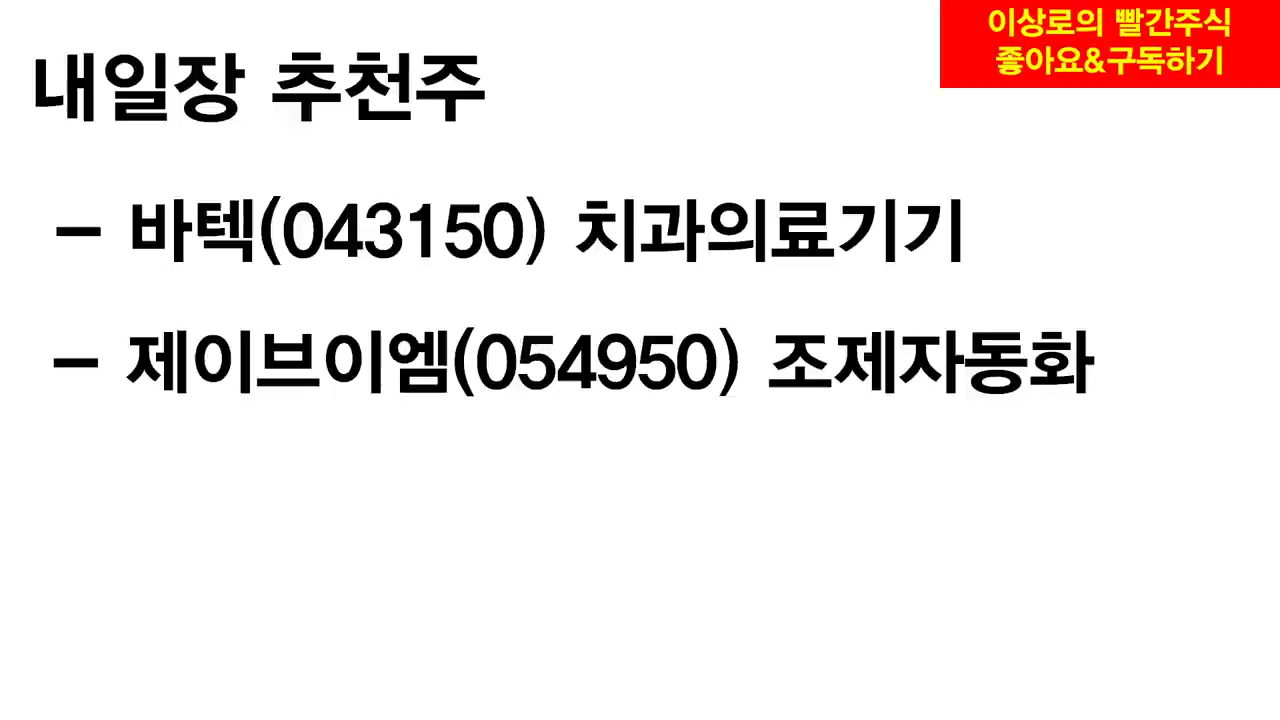 이상로의 빨간주식
좋아요&구독하기
내일장 추천주
- 바텍(043150) 치과의료기기
- 제이브이엠(054950) 조제자동화